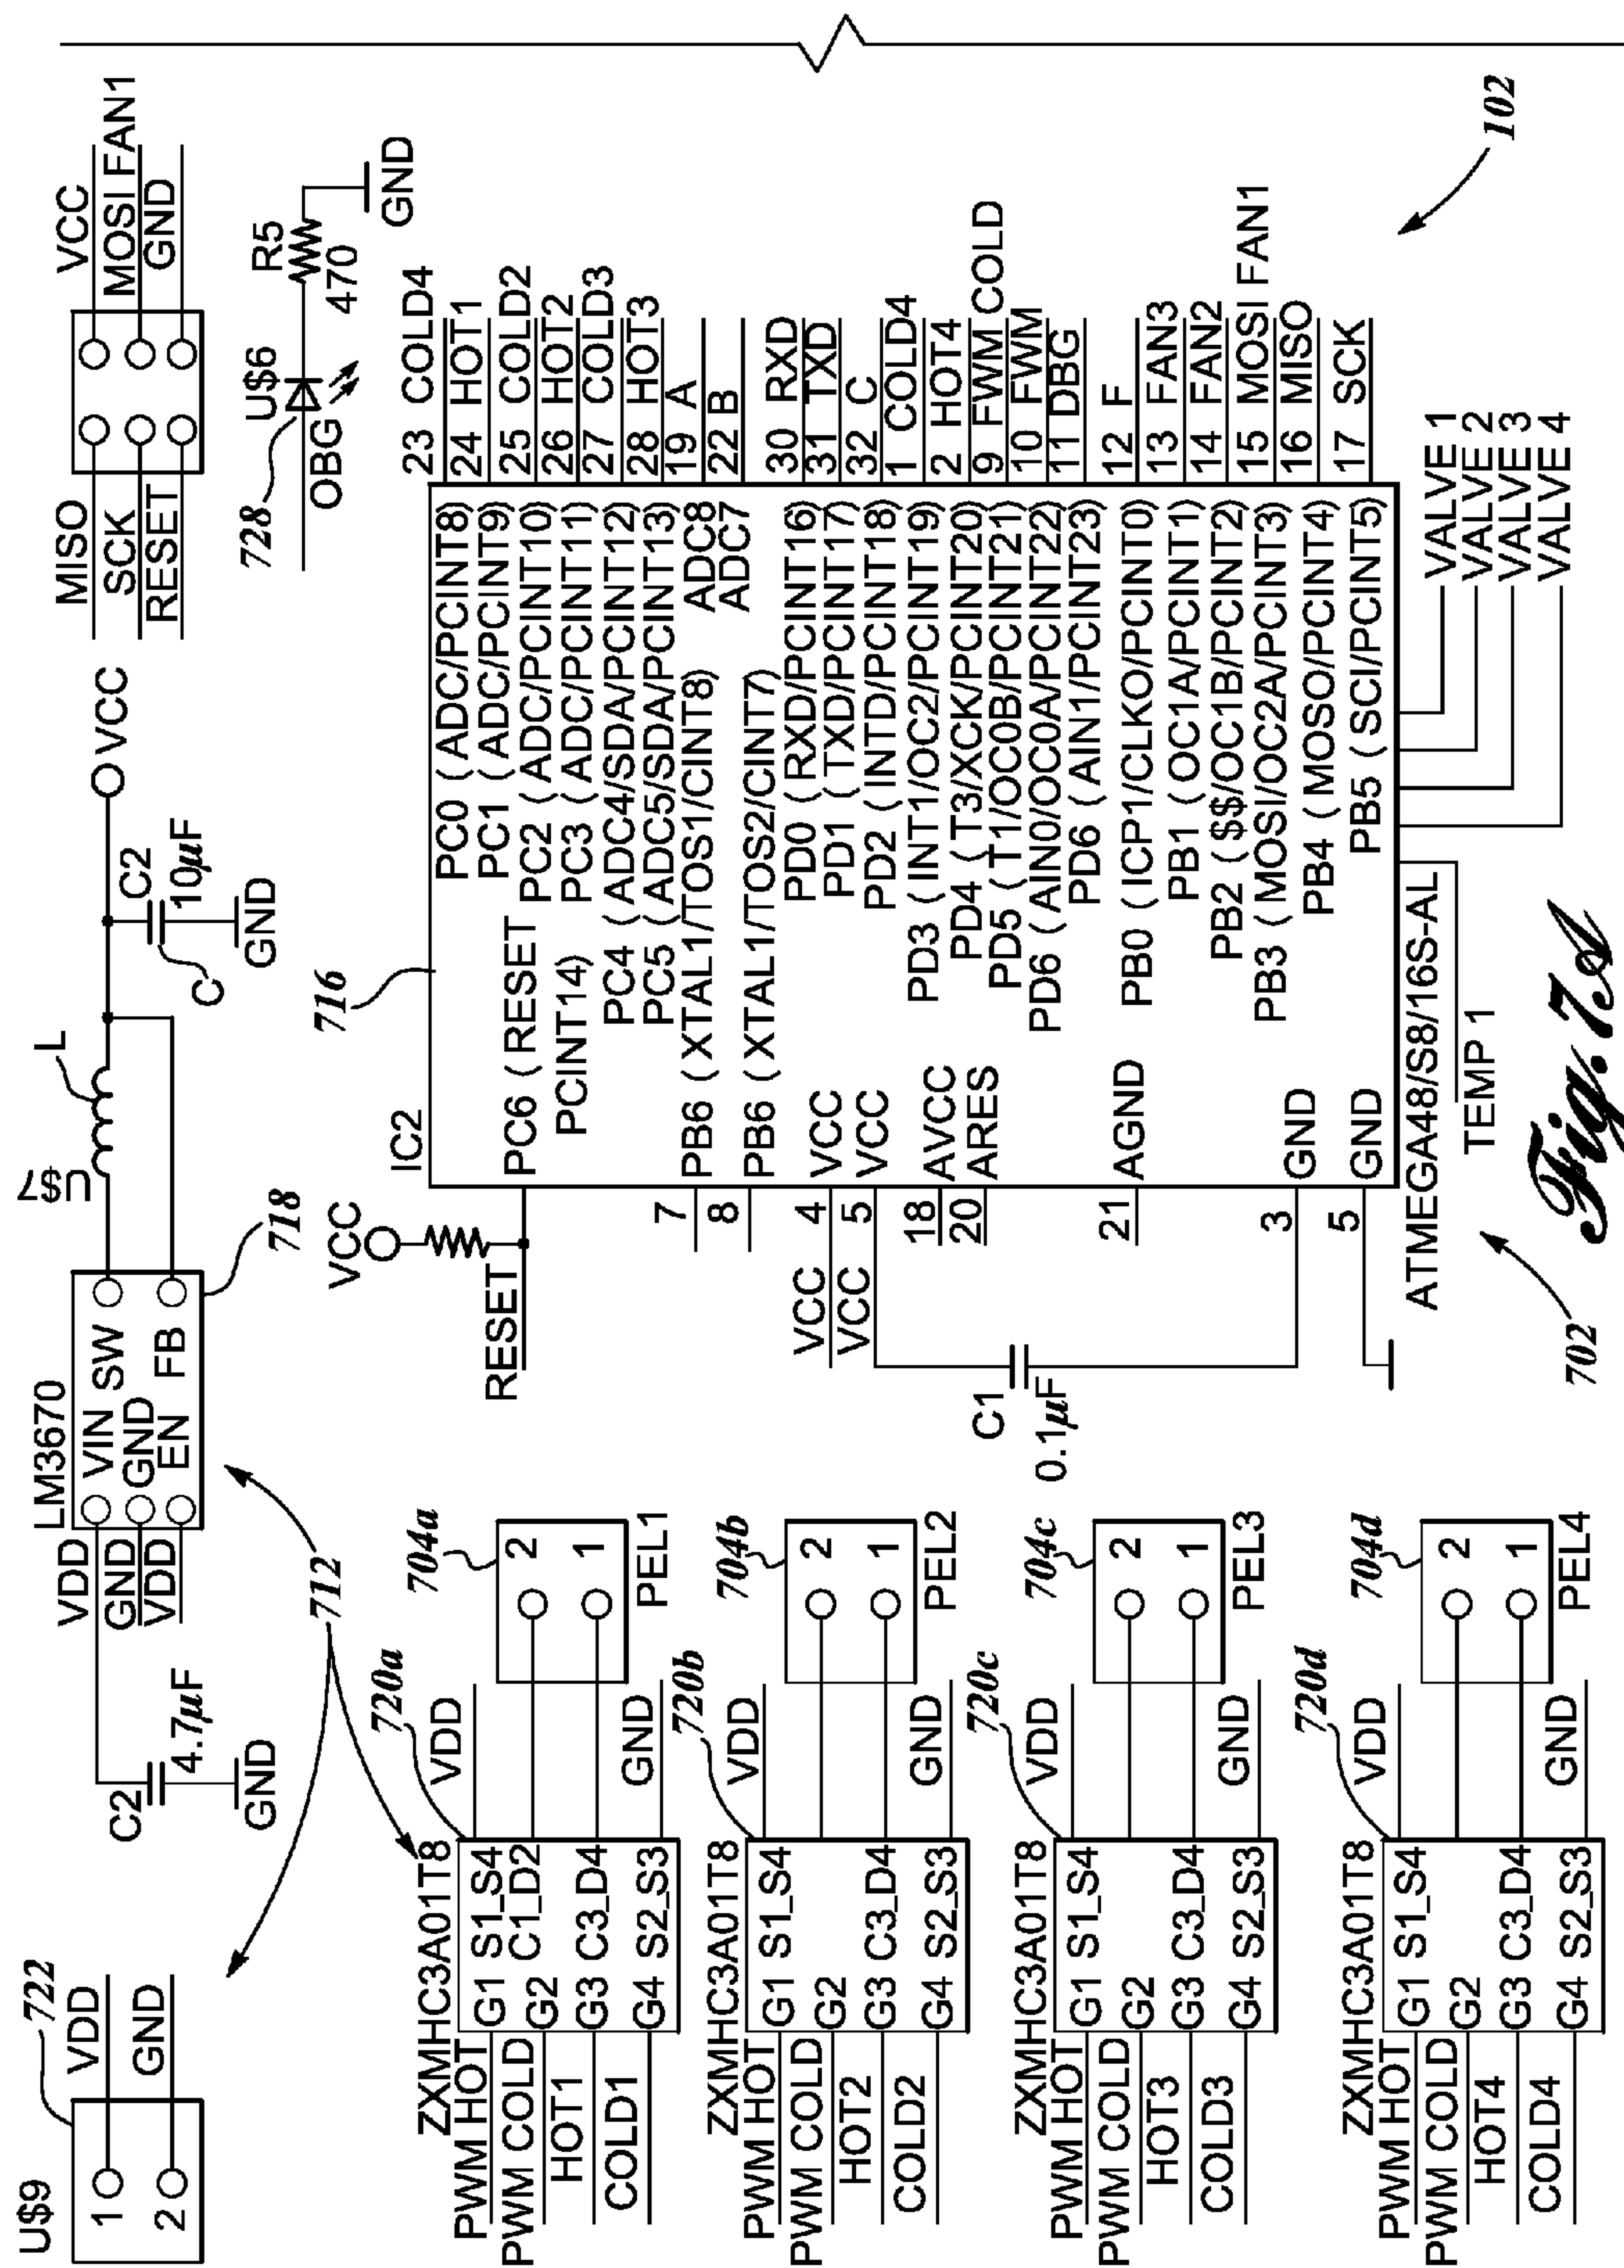 U$9
1
2
722
VDD
GND
712
C2
4.7µF
GND
VDD
GND
VDD
LM3670
VIN
GND
EN
SW
FB
718
U$7
L
C2
10µF
C
GND
VCC
MISO
SCK
RESET
VCC
MOSI FAN1
GND
728
OBG
U$6
R5
470
GND
ZXMHC3A01T8
PWM HOT
PWM COLD
HOT1
COLD1
G1 S1_S4
G2 C1_D2
G3 C3_D4
G4 S2_S3
720a
VDD
GND
704a
2
1
PEL1
ZXMHC3A01T8
PWM HOT
PWM COLD
HOT2
COLD2
G1 S1_S4
G2
G3 C3_D4
G4 S2_S3
720b
VDD
GND
704b
2
1
PEL2
ZXMHC3A01T8
PWM HOT
PWM COLD
HOT3
COLD3
G1 S1_S4
G2
G3 C3_D4
G4 S2_S3
720c
VDD
GND
704c
2
1
PEL3
ZXMHC3A01T8
PWM HOT
PWM COLD
HOT4
COLD4
G1 S1_S4
G2
G3 C3_D4
G4 S2_S3
720d
VDD
GND
704d
2
1
PEL4
VCC
RESET
VCC
VCC
C1
0.1µF
7
8
4
5
18
20
21
3
5
IC2
716
PC6 ( RESET
PCINT14)
PB6 ( XTAL1/TOS1/CINT8)
PB6 ( XTAL1/TOS2/CINT7)
VCC
VCC
AVCC
ARES
AGND
GND
GND
PC0 ( ADC/PCINT8)
PC1 ( ADC/PCINT9)
PC2 ( ADC/PCINT10)
PC3 ( ADC/PCINT11)
PC4 ( ADC4/SDA/PCINT12)
PC5 ( ADC5/SDA/PCINT13)
ADC8
ADC7
PD0 ( RXD/PCINT16)
PD1 ( TXD/PCINT17)
PD2 ( INTD/PCINT18)
PD3 ( INT1/OC2/PCINT19)
PD4 ( T3/XCK/PCINT20)
PD5 ( T1/OC0B/PCINT21)
PD6 ( AIN0/OC0A/PCINT22)
PD6 ( AIN1/PCINT23)
PB0 ( ICP1/CLKO/PCINT0)
PB1 ( OC1A/PCINT1)
PB2 ( $$/OC1B/PCINT2)
PB3 ( MOSI/OC2A/PCINT3)
PB4 ( MOSO/PCINT4)
PB5 ( SCI/PCINT5)
23 COLD4
24 HOT1
25 COLD2
26 HOT2
27 COLD3
28 HOT3
19 A
22 B
30 RXD
31 TXD
32 C
1 COLD4
2 HOT4
9 FWM COLD
10 FWM
11 DBG
12 F
13 FAN3
14 FAN2
15 MOSI FAN1
16 MISO
17 SCK
ATMEGA48/S8/16S-AL
TEMP 1
VALVE 1
VALVE 2
VALVE 3
VALVE 4
102
702
Fig. 7A